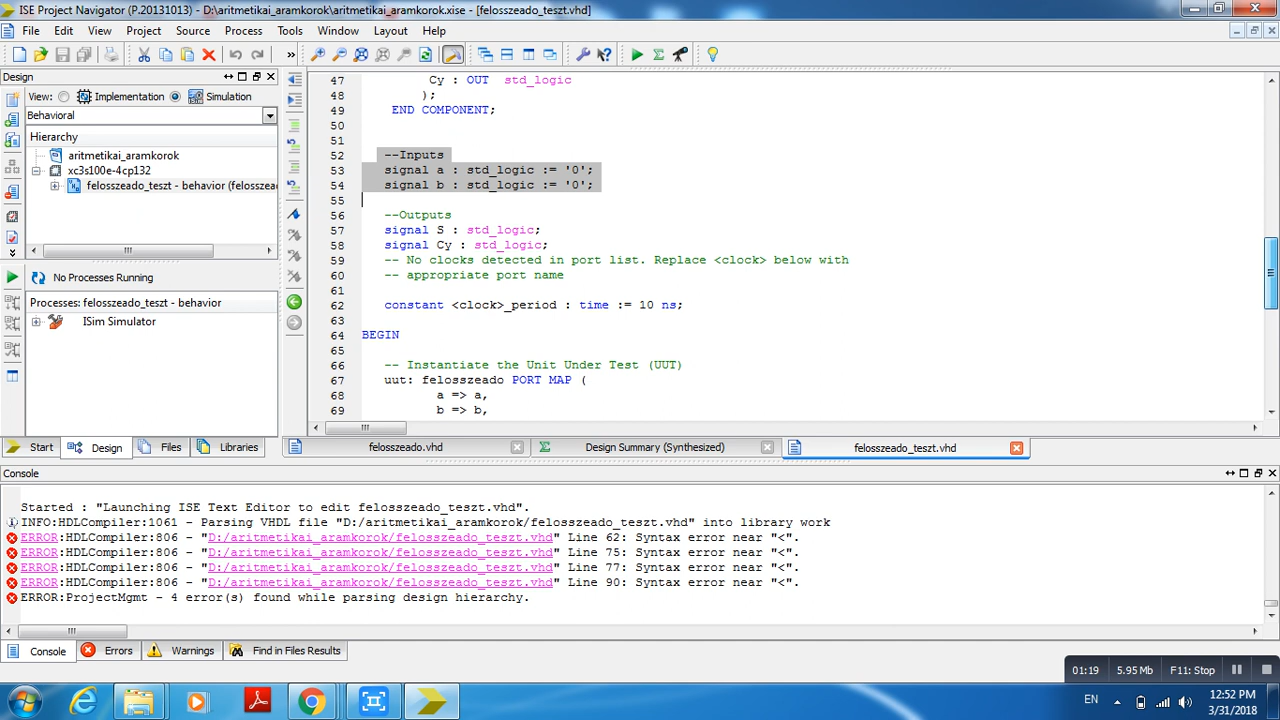 ISE Project Navigator (P.20131013) - D:\aritmetikai_aramkorok\aritmetikai_aramkorok.xise - [felosszeado_teszt.vhd]
File Edit View Project Source Process Tools Window Layout Help
Design
View: Implementation Simulation
Behavioral
Hierarchy
aritmetikai_aramkorok
xc3s100e-4cp132
felosszeado_teszt - behavior (felossze
No Processes Running
Processes: felosszeado_teszt - behavior
ISim Simulator
Start Design Files Libraries
47 Cy : OUT std_logic
48 );
49 END COMPONENT;
50
51
52 --Inputs
53 signal a : std_logic := '0';
54 signal b : std_logic := '0';
55
56 --Outputs
57 signal S : std_logic;
58 signal Cy : std_logic;
59 -- No clocks detected in port list. Replace <clock> below with
60 -- appropriate port name
61
62 constant <clock>_period : time := 10 ns;
63
64 BEGIN
65
66 -- Instantiate the Unit Under Test (UUT)
67 uut: felosszeado PORT MAP (
68 a => a,
69 b => b,
felosszeado.vhd Design Summary (Synthesized) felosszeado_teszt.vhd
Console
Started : "Launching ISE Text Editor to edit felosszeado_teszt.vhd".
INFO:HDLCompiler:1061 - Parsing VHDL file "D:/aritmetikai_aramkorok/felosszeado_teszt.vhd" into library work
ERROR:HDLCompiler:806 - "D:/aritmetikai_aramkorok/felosszeado_teszt.vhd" Line 62: Syntax error near "<".
ERROR:HDLCompiler:806 - "D:/aritmetikai_aramkorok/felosszeado_teszt.vhd" Line 75: Syntax error near "<".
ERROR:HDLCompiler:806 - "D:/aritmetikai_aramkorok/felosszeado_teszt.vhd" Line 77: Syntax error near "<".
ERROR:HDLCompiler:806 - "D:/aritmetikai_aramkorok/felosszeado_teszt.vhd" Line 90: Syntax error near "<".
ERROR:ProjectMgmt - 4 error(s) found while parsing design hierarchy.
Console Errors Warnings Find in Files Results
01:19 5.95 MB F11: Stop
EN 12:52 PM
3/31/2018